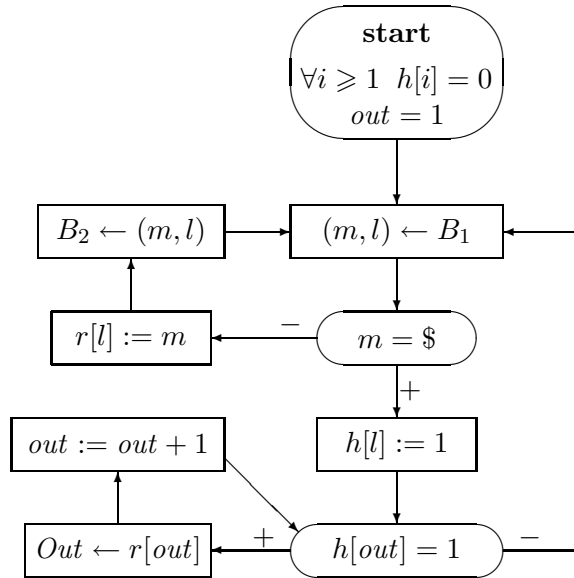 start
∀i ⩾ 1 h[i] = 0
out = 1
B₂ ← (m, l)
(m, l) ← B₁
r[l] := m
−
m = $
+
out := out + 1
h[l] := 1
Out ← r[out]
+
h[out] = 1
−